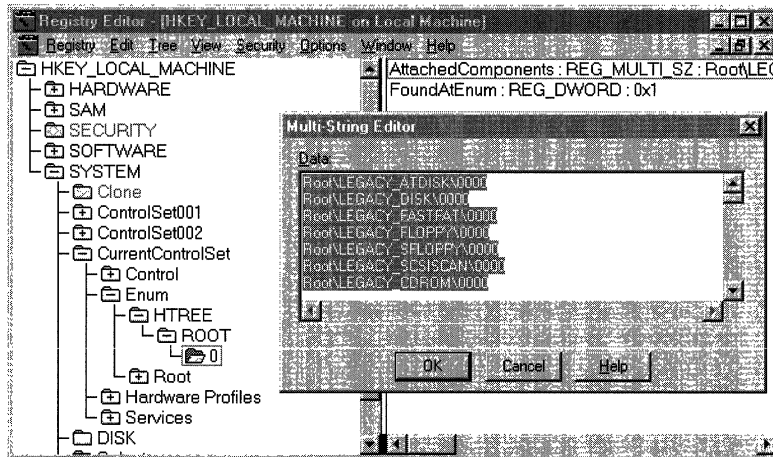 Registry Editor - [HKEY_LOCAL_MACHINE on Local Machine]
Registry Edit Tree View Security Options Window Help
HKEY_LOCAL_MACHINE
HARDWARE
SAM
SECURITY
SOFTWARE
SYSTEM
Clone
ControlSet001
ControlSet002
CurrentControlSet
Control
Enum
HTREE
ROOT
0
Root
Hardware Profiles
Services
DISK
AttachedComponents : REG_MULTI_SZ : Root\LEG
FoundAtEnum : REG_DWORD : 0x1
Multi-String Editor
Data
Root\LEGACY_ATDISK\0000
Root\LEGACY_DISK\0000
Root\LEGACY_FASTFAT\0000
Root\LEGACY_FLOPPY\0000
Root\LEGACY_SFLOPPY\0000
Root\LEGACY_SCSISCAN\0000
Root\LEGACY_CDROM\0000
OK Cancel Help